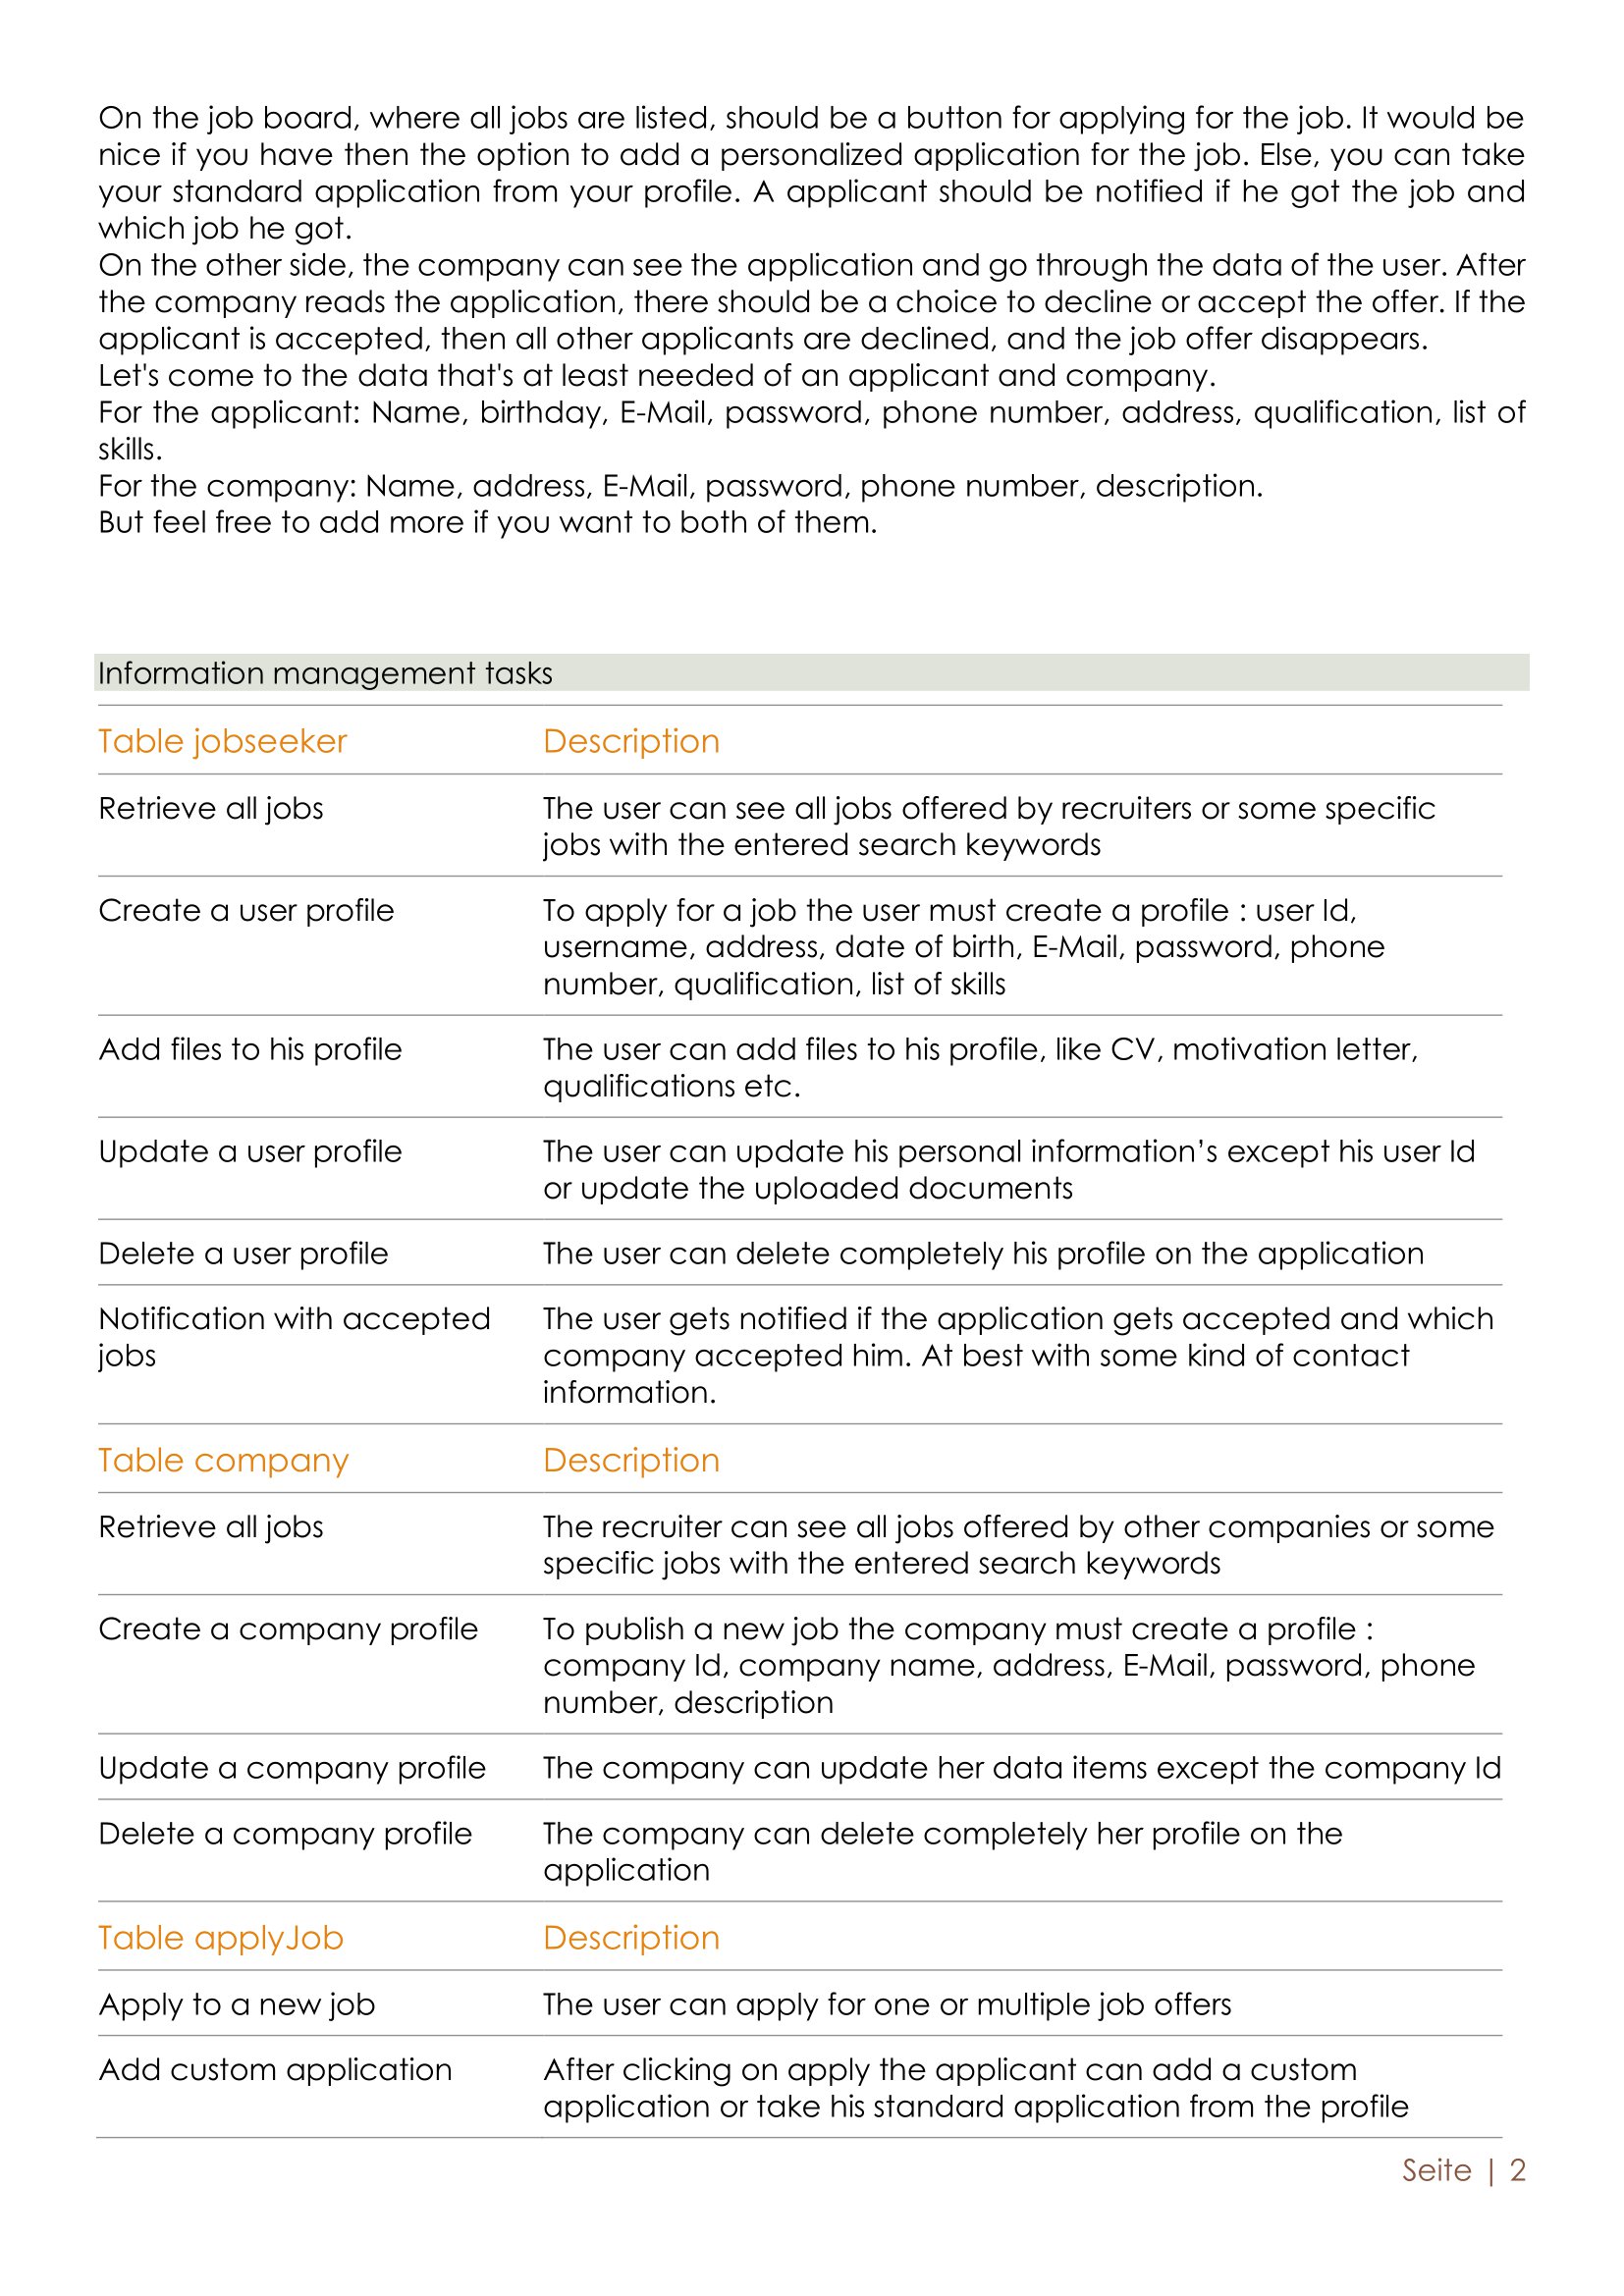 On the job board, where all jobs are listed, should be a button for applying for the job. It would be
nice if you have then the option to add a personalized application for the job. Else, you can take
your standard application from your profile. A applicant should be notified if he got the job and
which job he got.
On the other side, the company can see the application and go through the data of the user. After
the company reads the application, there should be a choice to decline or accept the offer. If the
applicant is accepted, then all other applicants are declined, and the job offer disappears.
Let's come to the data that's at least needed of an applicant and company.
For the applicant: Name, birthday, E-Mail, password, phone number, address, qualification, list of
skills.
For the company: Name, address, E-Mail, password, phone number, description.
But feel free to add more if you want to both of them.
Information management tasks
Table jobseeker Description
Retrieve all jobs The user can see all jobs offered by recruiters or some specific
jobs with the entered search keywords
Create a user profile To apply for a job the user must create a profile : user Id,
username, address, date of birth, E-Mail, password, phone
number, qualification, list of skills
Add files to his profile The user can add files to his profile, like CV, motivation letter,
qualifications etc.
Update a user profile The user can update his personal information’s except his user Id
or update the uploaded documents
Delete a user profile The user can delete completely his profile on the application
Notification with accepted The user gets notified if the application gets accepted and which
jobs company accepted him. At best with some kind of contact
information.
Table company Description
Retrieve all jobs The recruiter can see all jobs offered by other companies or some
specific jobs with the entered search keywords
Create a company profile To publish a new job the company must create a profile :
company Id, company name, address, E-Mail, password, phone
number, description
Update a company profile The company can update her data items except the company Id
Delete a company profile The company can delete completely her profile on the
application
Table applyJob Description
Apply to a new job The user can apply for one or multiple job offers
Add custom application After clicking on apply the applicant can add a custom
application or take his standard application from the profile
Seite | 2